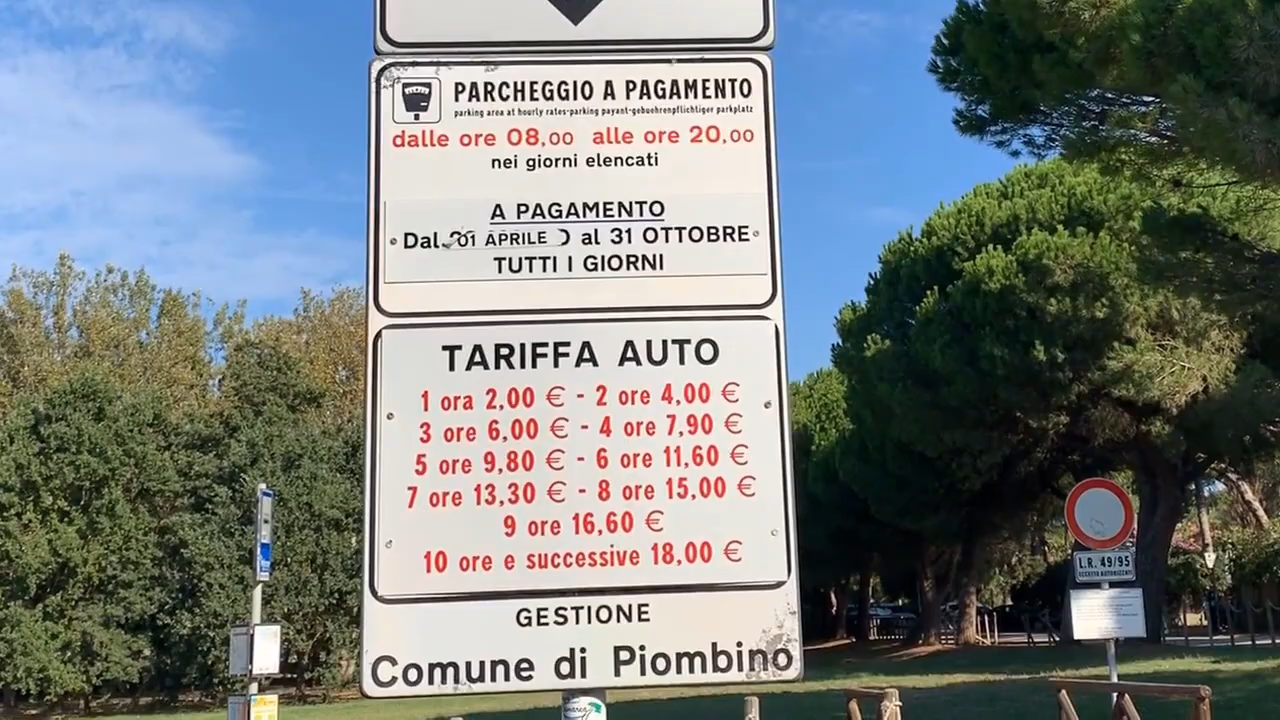 PARCHEGGIO A PAGAMENTO
parking area at hourly rates-parking payant-gebuehrenpflichtiger parkplatz
dalle ore 08,00 alle ore 20,00
nei giorni elencati
A PAGAMENTO
Dal 01 APRILE al 31 OTTOBRE
TUTTI I GIORNI
TARIFFA AUTO
1 ora 2,00 € - 2 ore 4,00 €
3 ore 6,00 € - 4 ore 7,90 €
5 ore 9,80 € - 6 ore 11,60 €
7 ore 13,30 € - 8 ore 15,00 €
9 ore 16,60 €
10 ore e successive 18,00 €
GESTIONE
Comune di Piombino
L.R. 49/95
ECCETTO AUTORIZZATI